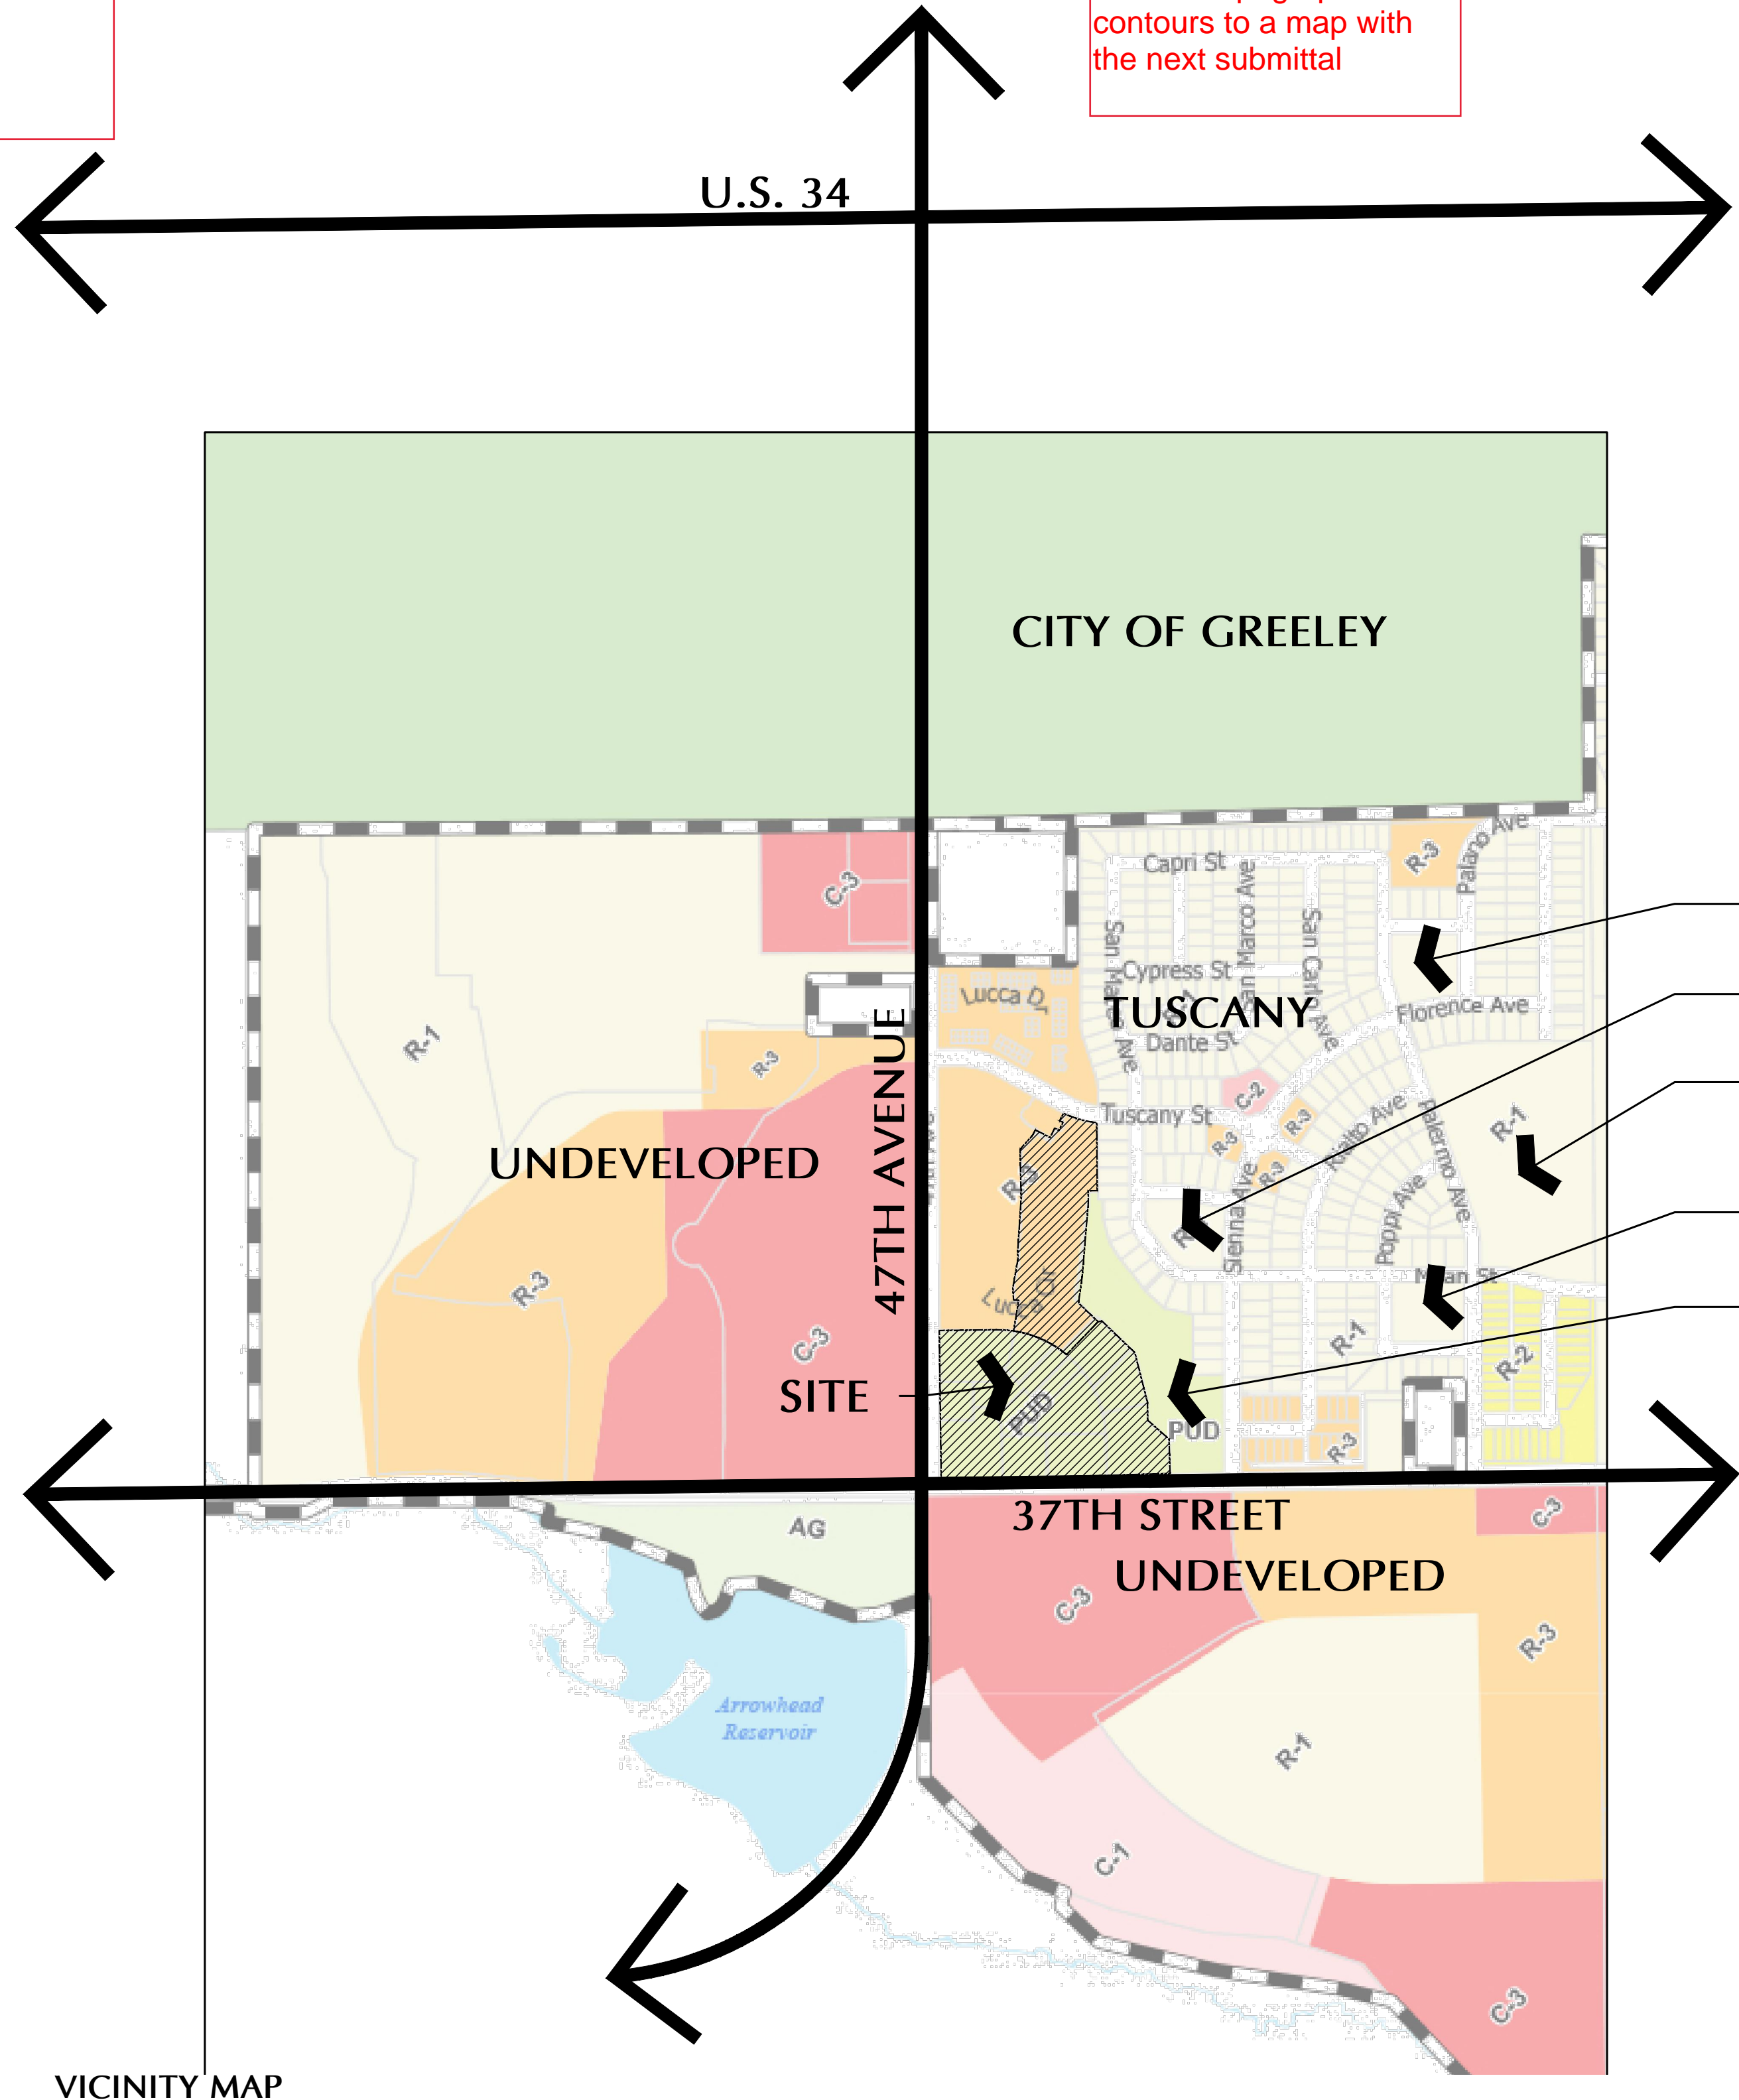 contours to a map with
the next submittal
U.S. 34
CITY OF GREELEY
Palano Ave
R-3
Capri St
C-3
San Marco Ave
San Carlo Ave
Cypress St
Lucca D
TUSCANY
Florence Ave
Dante St
R-1
47TH AVENUE
R-3
C-2
Tuscany St
R-3
R-3
Rialto Ave
Palermo Ave
R-1
UNDEVELOPED
R-3
R-3
Sienna Ave
Poppi Ave
R-3
C-3
R-1
R-2
SITE
PUD
PUD
R-3
37TH STREET
AG
C-3
UNDEVELOPED
C-3
R-3
Arrowhead
Reservoir
R-1
C-1
C-3
VICINITY MAP